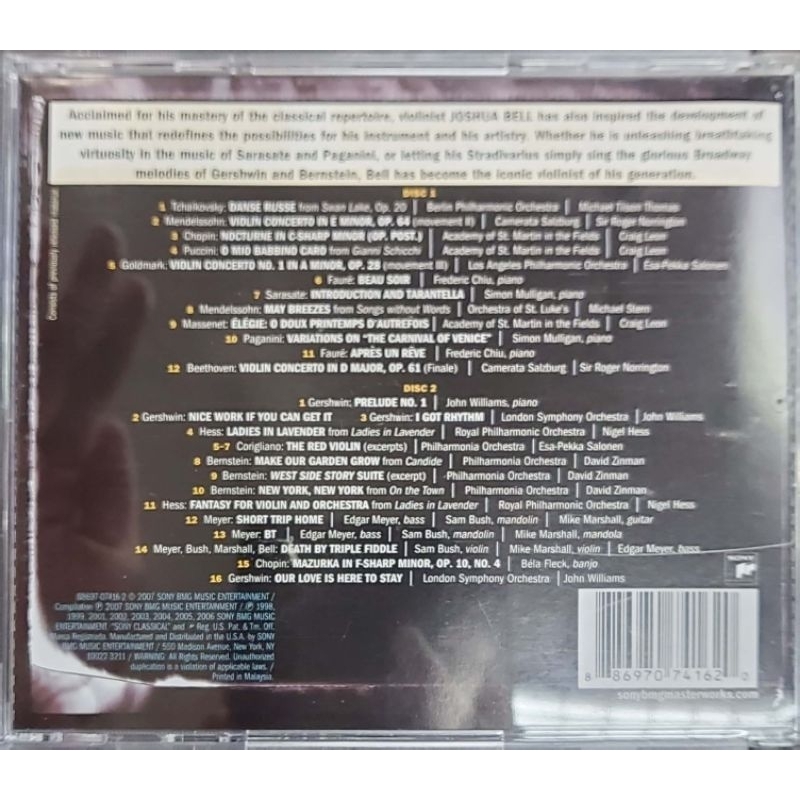 Acclaimed for his mastery of the classical repertoire, violinist JOSHUA BELL has also inspired the development of
new music that redefines the possibilities for his instrument and his artistry. Whether he is unleashing breathtaking
virtuosity in the music of Sarasate and Paganini, or letting his Stradivarius simply sing the glorious Broadway
melodies of Gershwin and Bernstein, Bell has become the iconic violinist of his generation.
Consists of previously released material
DISC 1
1 Tchaikovsky: DANSE RUSSE from Swan Lake, Op. 20 | Berlin Philharmonic Orchestra | Michael Tilson Thomas
2 Mendelssohn: VIOLIN CONCERTO IN E MINOR, OP. 64 (movement II) | Camerata Salzburg | Sir Roger Norrington
3 Chopin: NOCTURNE IN C-SHARP MINOR (OP. POST.) | Academy of St. Martin in the Fields | Craig Leon
4 Puccini: O MIO BABBINO CARO from Gianni Schicchi | Academy of St. Martin in the Fields | Craig Leon
5 Goldmark: VIOLIN CONCERTO NO. 1 IN A MINOR, OP. 28 (movement III) | Los Angeles Philharmonic Orchestra | Esa-Pekka Salonen
6 Fauré: BEAU SOIR | Frederic Chiu, piano
7 Sarasate: INTRODUCTION AND TARANTELLA | Simon Mulligan, piano
8 Mendelssohn: MAY BREEZES from Songs without Words | Orchestra of St. Luke's | Michael Stern
9 Massenet: ÉLÉGIE: O DOUX PRINTEMPS D'AUTREFOIS | Academy of St. Martin in the Fields | Craig Leon
10 Paganini: VARIATIONS ON "THE CARNIVAL OF VENICE" | Simon Mulligan, piano
11 Fauré: APRÈS UN RÊVE | Frederic Chiu, piano
12 Beethoven: VIOLIN CONCERTO IN D MAJOR, OP. 61 (Finale) | Camerata Salzburg | Sir Roger Norrington
DISC 2
1 Gershwin: PRELUDE NO. 1 | John Williams, piano
2 Gershwin: NICE WORK IF YOU CAN GET IT | 3 Gershwin: I GOT RHYTHM | London Symphony Orchestra | John Williams
4 Hess: LADIES IN LAVENDER from Ladies in Lavender | Royal Philharmonic Orchestra | Nigel Hess
5-7 Corigliano: THE RED VIOLIN (excerpts) | Philharmonia Orchestra | Esa-Pekka Salonen
8 Bernstein: MAKE OUR GARDEN GROW from Candide | Philharmonia Orchestra | David Zinman
9 Bernstein: WEST SIDE STORY SUITE (excerpt) | Philharmonia Orchestra | David Zinman
10 Bernstein: NEW YORK, NEW YORK from On the Town | Philharmonia Orchestra | David Zinman
11 Hess: FANTASY FOR VIOLIN AND ORCHESTRA from Ladies in Lavender | Royal Philharmonic Orchestra | Nigel Hess
12 Meyer: SHORT TRIP HOME | Edgar Meyer, bass | Sam Bush, mandolin | Mike Marshall, guitar
13 Meyer: BT | Edgar Meyer, bass | Sam Bush, mandolin | Mike Marshall, mandola
14 Meyer, Bush, Marshall, Bell: DEATH BY TRIPLE FIDDLE | Sam Bush, violin | Mike Marshall, violin | Edgar Meyer, bass
15 Chopin: MAZURKA IN F-SHARP MINOR, OP. 10, NO. 4 | Béla Fleck, banjo
16 Gershwin: OUR LOVE IS HERE TO STAY | London Symphony Orchestra | John Williams
SONY
88697-07416-2 © 2007 SONY BMG MUSIC ENTERTAINMENT /
Compilation ℗ 2007 SONY BMG MUSIC ENTERTAINMENT / ℗ 1998,
1999, 2001, 2002, 2003, 2004, 2005, 2006 SONY BMG MUSIC
ENTERTAINMENT. "SONY CLASSICAL" and Reg. U.S. Pat. & Tm. Off.
Marca Registrada. Manufactured and Distributed in the U.S.A. by SONY
BMG MUSIC ENTERTAINMENT / 550 Madison Avenue, New York, NY
10022-3211 / WARNING: All Rights Reserved. Unauthorized
duplication is a violation of applicable laws. /
Printed in Malaysia.
8 86970 74162 0
sonybmgmasterworks.com